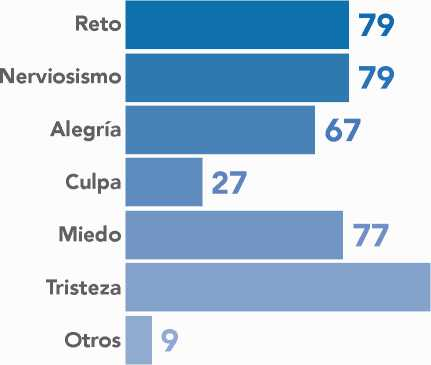 Reto 79
Nerviosismo 79
Alegría 67
Culpa 27
Miedo 77
Tristeza
Otros 9